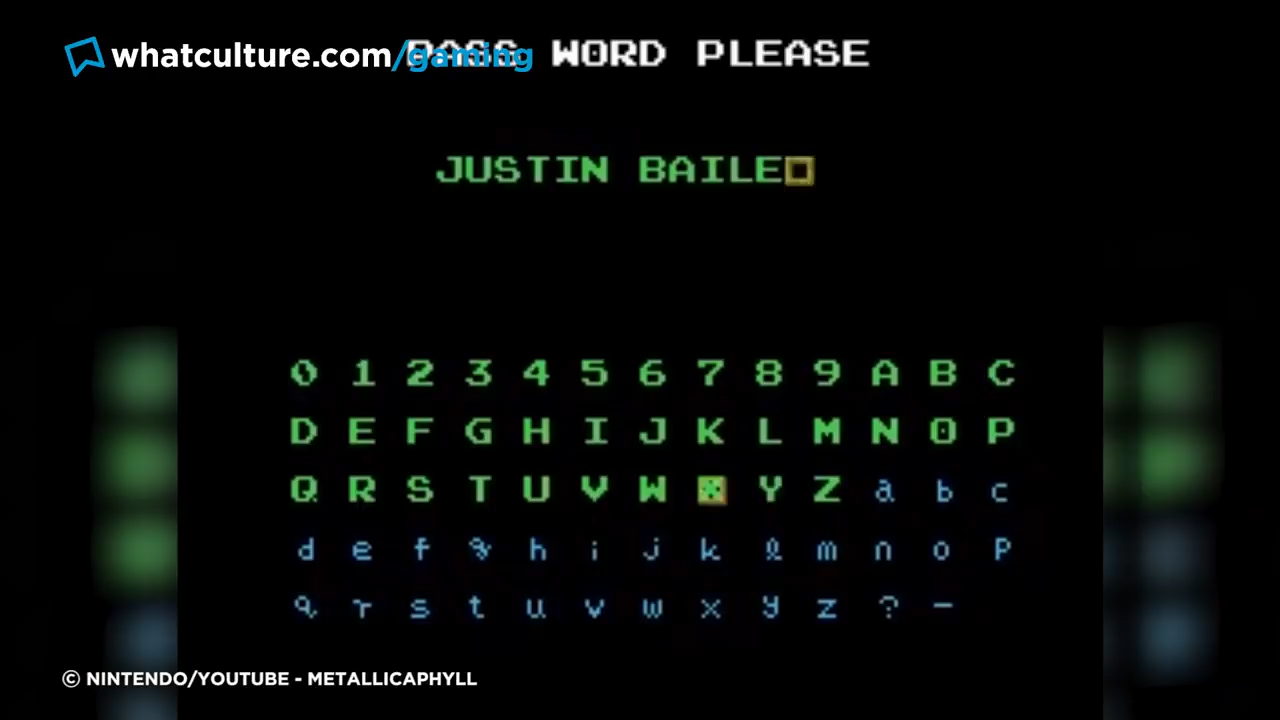 whatculture.com/gaming
PASS WORD PLEASE
JUSTIN BAILE
0 1 2 3 4 5 6 7 8 9 A B C
D E F G H I J K L M N O P
Q R S T U V W X Y Z a b c
d e f g h i j k l m n o p
q r s t u v w x y z ? -
© NINTENDO/YOUTUBE - METALLICAPHYLL